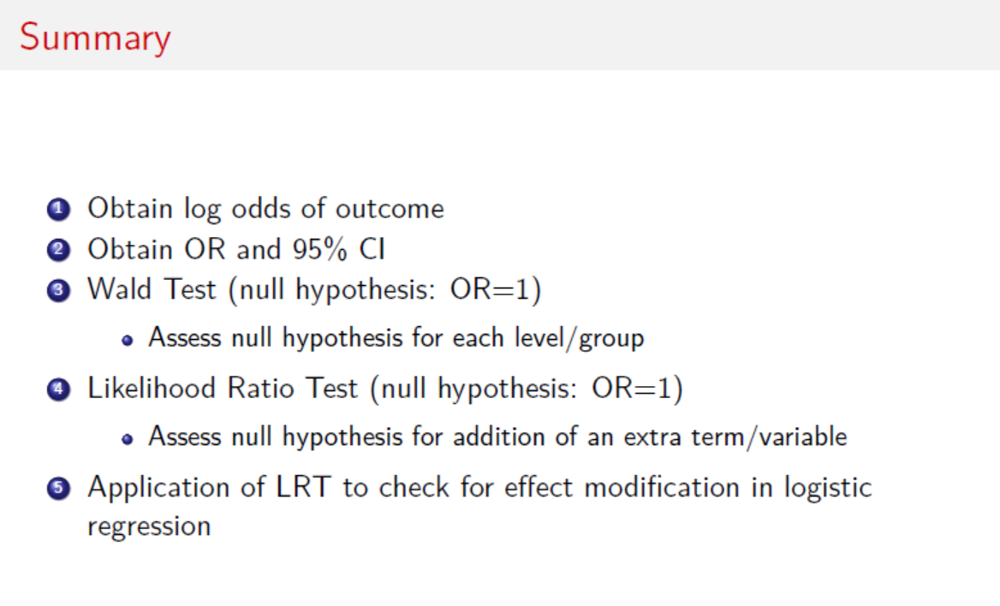 Summary
1 Obtain log odds of outcome
2 Obtain OR and 95% CI
3 Wald Test (null hypothesis: OR=1)
• Assess null hypothesis for each level/group
4 Likelihood Ratio Test (null hypothesis: OR=1)
• Assess null hypothesis for addition of an extra term/variable
5 Application of LRT to check for effect modification in logistic
regression